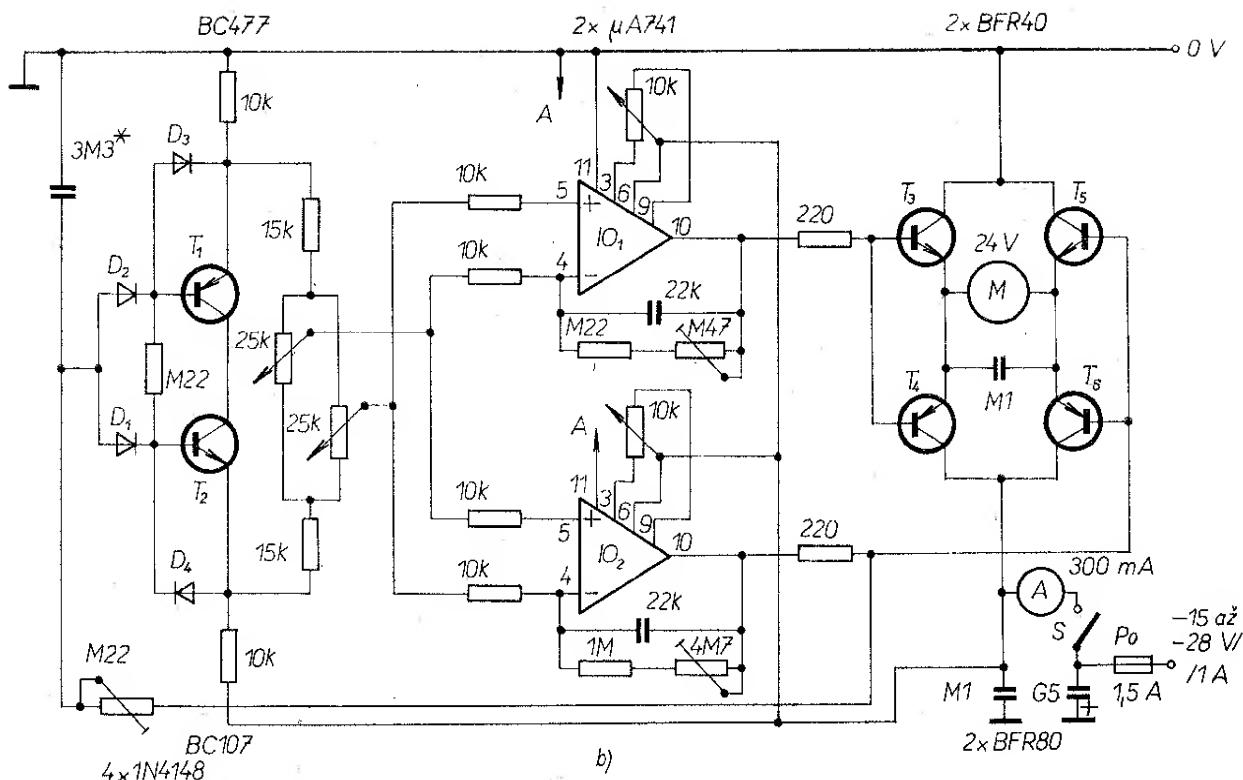 BC477
2x µA741
2x BFR40
0 V
10k
10k
A
3M3*
D3
T1
D2
15k
10k
11
3
6
9
5
+
10
IO1
10k
4
−
220
T3
T5
24 V
M
22k
M22
M47
25k
M22
25k
D1
T2
T4
T6
M1
A
10k
10k
11
3
6
9
5
+
10
IO2
15k
10k
4
−
220
D4
22k
1M
4M7
300 mA
A
S
Po
−15 až
−28 V/
/1 A
1,5 A
M22
10k
M1
G5
+
BC107
4x1N4148
b)
2x BFR80